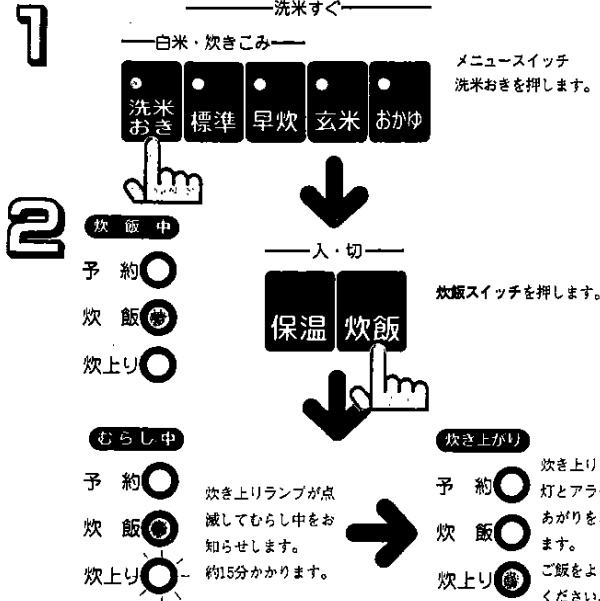 1
洗米すぐ
白米・炊きこみ
洗米おき
標準
早炊
玄米
おかゆ
メニュースイッチ
洗米おきを押します。
2
炊飯中
予約
炊飯
炊上り
入・切
保温
炊飯
炊飯スイッチを押します。
むらし中
予約
炊飯
炊上り
炊き上りランプが点
滅してむらし中をお
知らせします。
約15分かかります。
炊き上がり
予約
炊飯
炊上り
炊き上り
灯とアラ
あがりを
ます。
ご飯をよ
ください